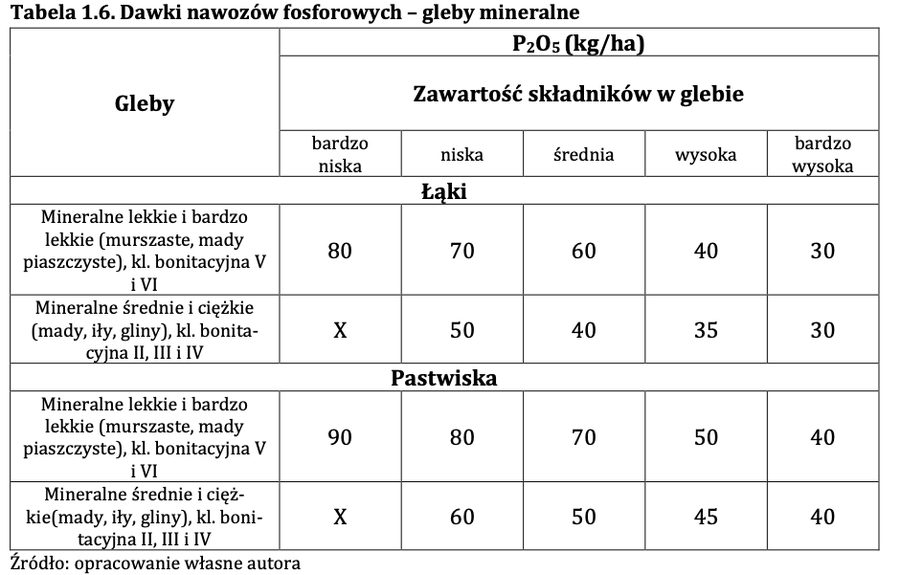 Tabela 1.6. Dawki nawozów fosforowych – gleby mineralne
Gleby
P₂O₅ (kg/ha)
Zawartość składników w glebie
bardzo
niska
niska
średnia
wysoka
bardzo
wysoka
Łąki
Mineralne lekkie i bardzo
lekkie (murszaste, mady
piaszczyste), kl. bonitacyjna V
i VI
80
70
60
40
30
Mineralne średnie i ciężkie
(mady, iły, gliny), kl. bonita-
cyjna II, III i IV
X
50
40
35
30
Pastwiska
Mineralne lekkie i bardzo
lekkie (murszaste, mady
piaszczyste), kl. bonitacyjna V
i VI
90
80
70
50
40
Mineralne średnie i cięż-
kie(mady, iły, gliny), kl. boni-
tacyjna II, III i IV
X
60
50
45
40
Źródło: opracowanie własne autora